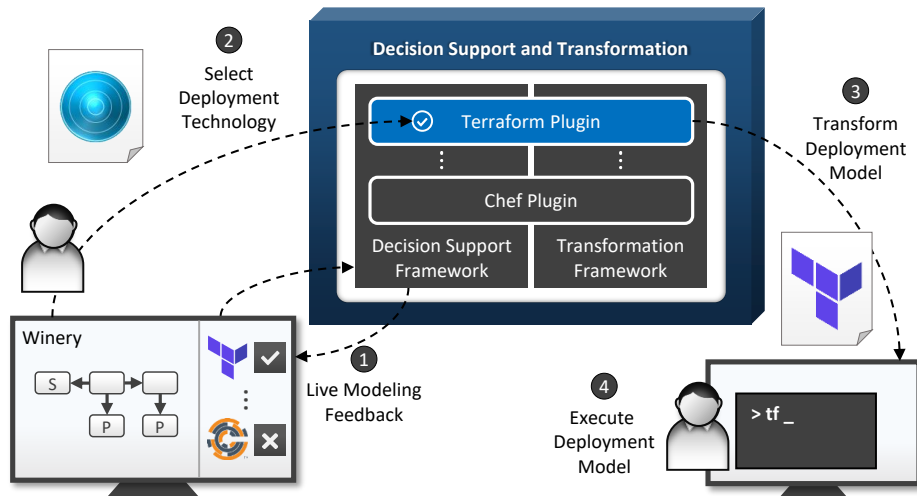 2
Select
Deployment
Technology
Decision Support and Transformation
Terraform Plugin
Chef Plugin
Decision Support
Framework
Transformation
Framework
3
Transform
Deployment
Model
Winery
S
P
P
1
Live Modeling
Feedback
4
Execute
Deployment
Model
> tf _